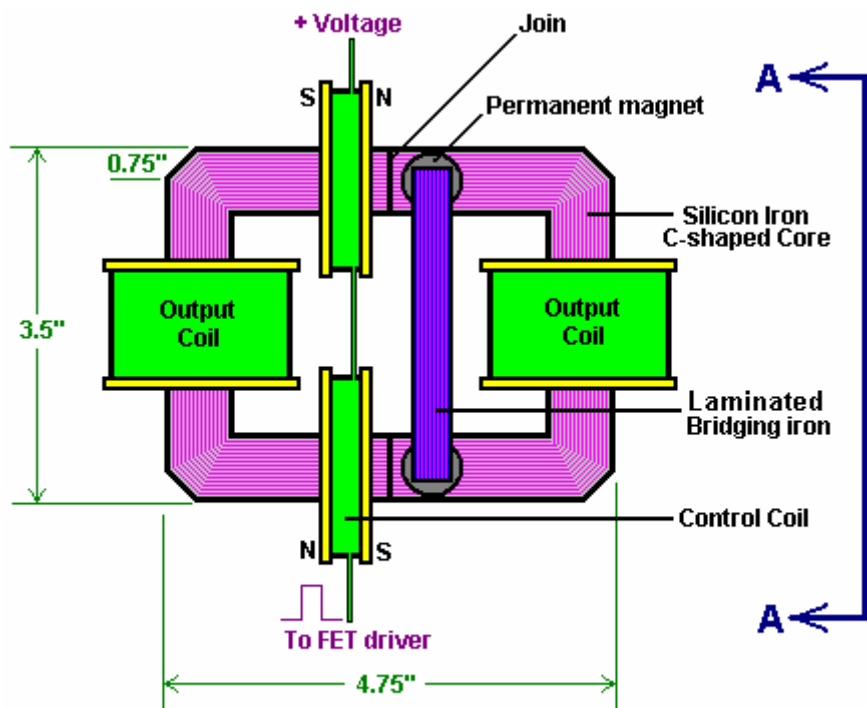 + Voltage
Join
A
S
N
Permanent magnet
0.75"
Silicon Iron
C-shaped Core
Output
Coil
Output
Coil
3.5"
Laminated
Bridging iron
Control Coil
N
S
To FET driver
A
4.75"